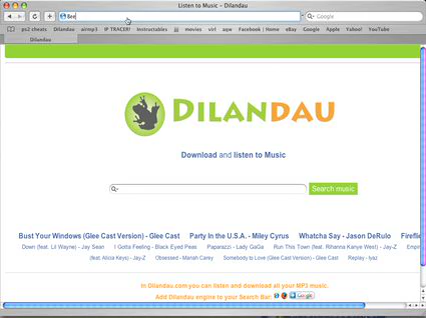 Listen to Music – Dilandau
Bee
Google
ps2 cheats Dilandau airmp3 IP TRACER! Instructables jjj movies virl aqw Facebook | Home eBay Google Apple Yahoo! YouTube
Dilandau
DILANDAU
Download and listen to Music
Search music
Bust Your Windows (Glee Cast Version) - Glee Cast Party In the U.S.A. - Miley Cyrus Whatcha Say - Jason DeRulo Firefli
Down (feat. Lil Wayne) - Jay Sean I Gotta Feeling - Black Eyed Peas Paparazzi - Lady GaGa Run This Town (feat. Rihanna Kanye West) - Jay-Z Empir
(feat. Alicia Keys) - Jay-Z Obsessed - Mariah Carey Somebody to Love (Glee Cast Version) - Glee Cast Replay - Iyaz
In Dilandau.com you can listen and download all your MP3 music.
Add Dilandau engine to your Search Bar: Google